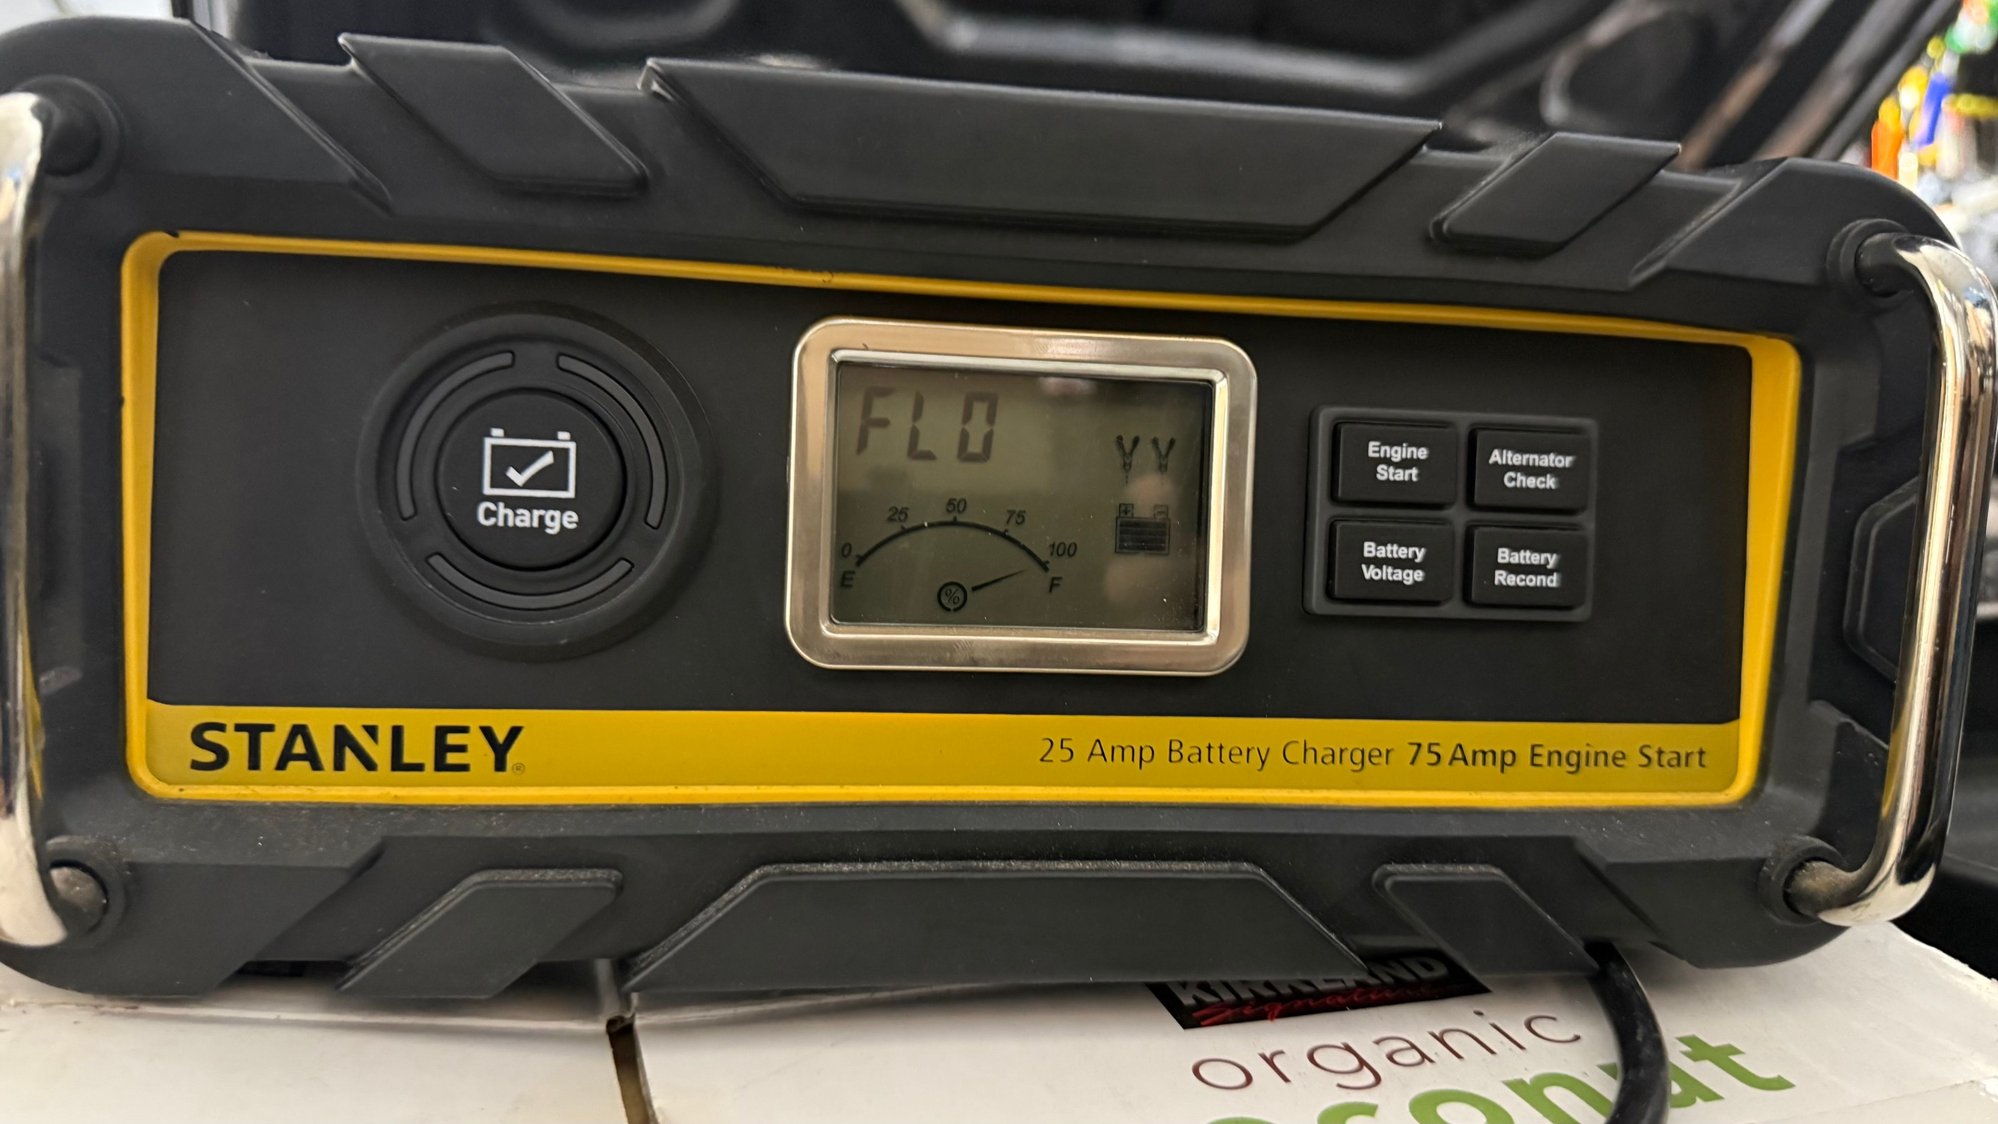 FLO
0 25 50 75 100
E % F
+ -
Charge
Engine
Start
Alternator
Check
Battery
Voltage
Battery
Recond
STANLEY®
25 Amp Battery Charger 75 Amp Engine Start
KIRKLAND
Signature
organic